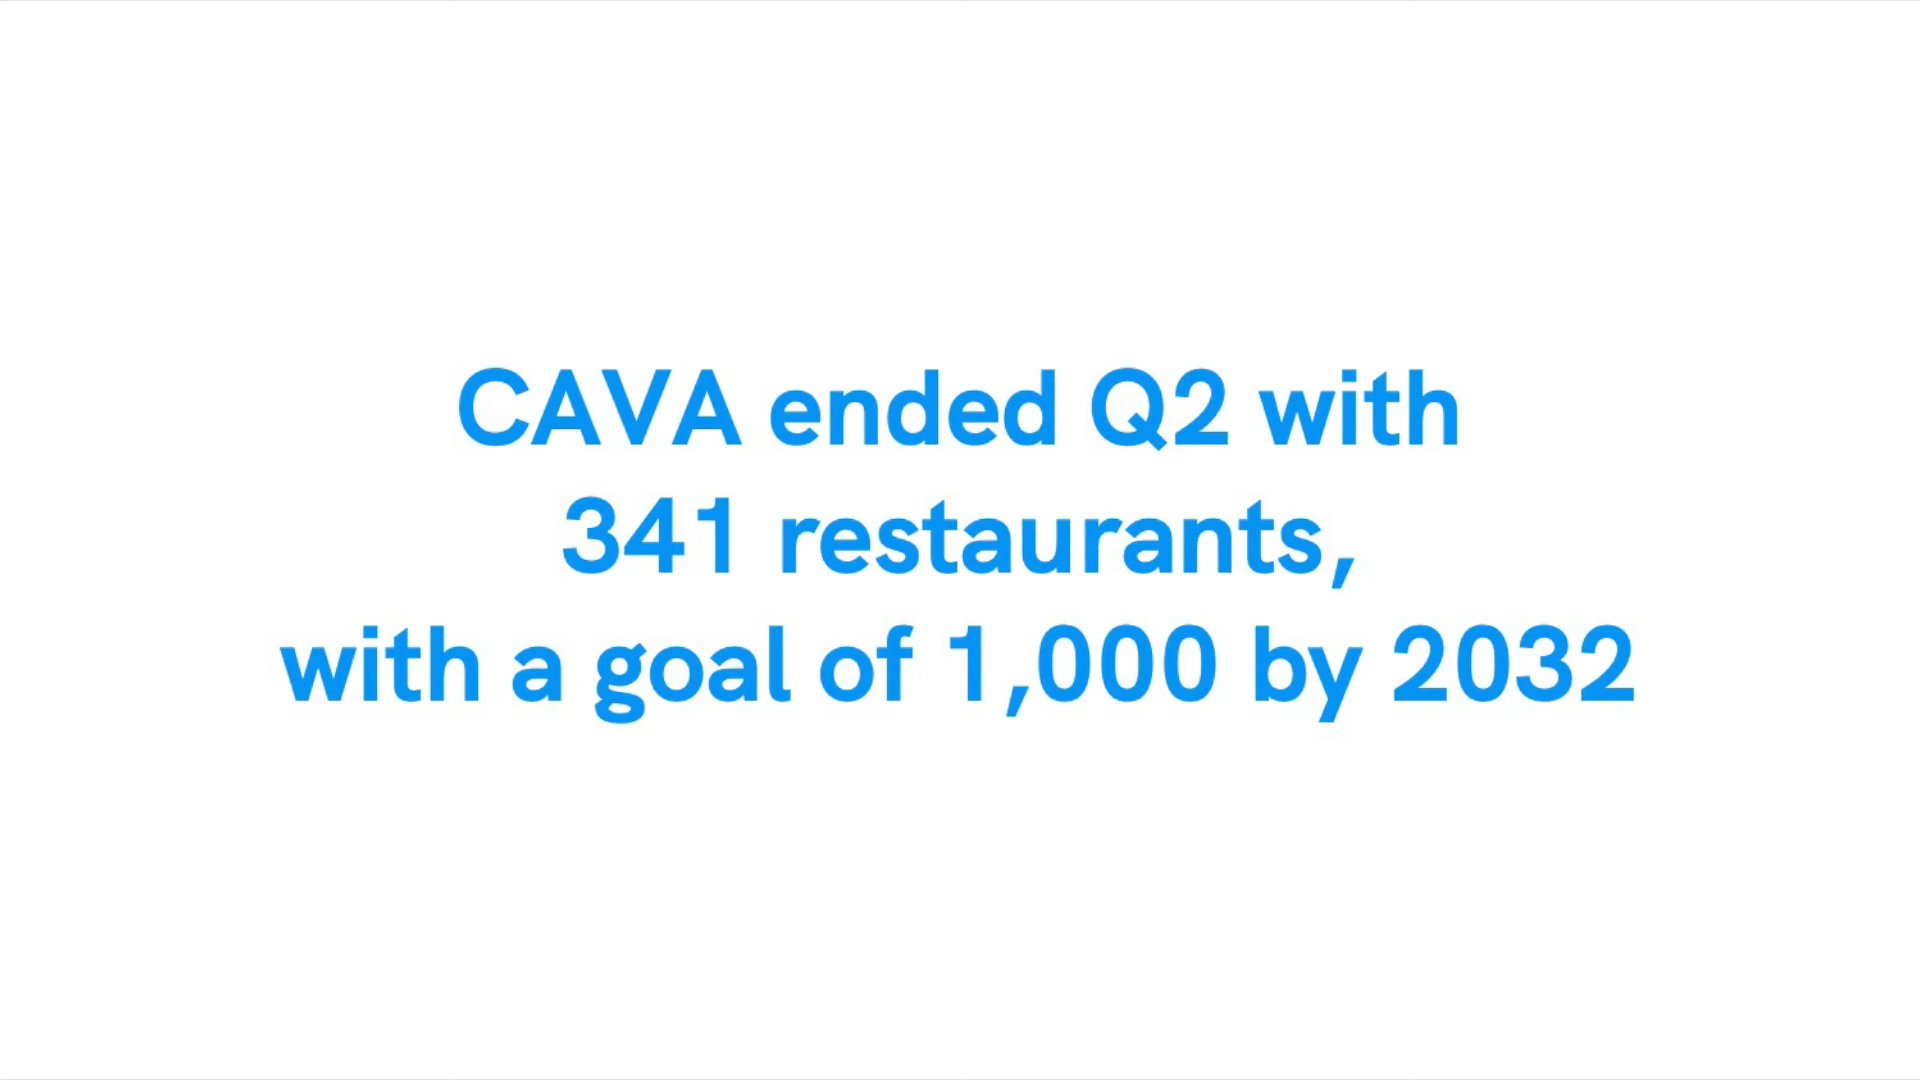 CAVA ended Q2 with
341 restaurants,
with a goal of 1,000 by 2032